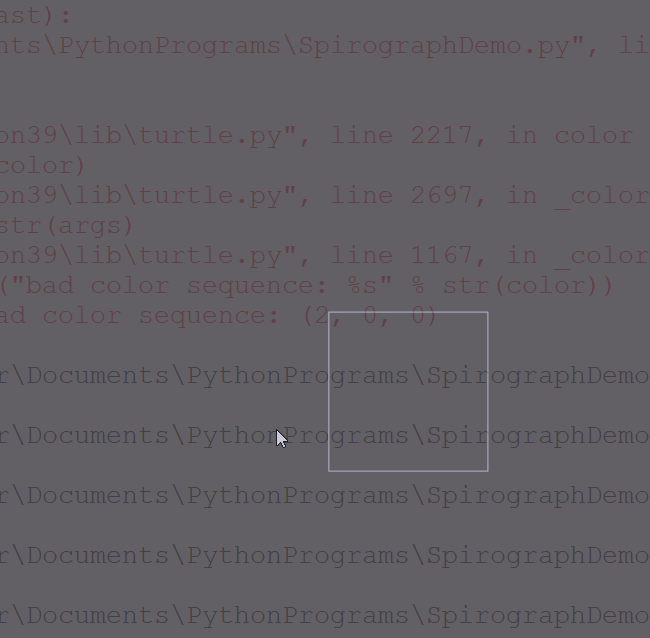 ast):
nts\PythonPrograms\SpirographDemo.py", li
on39\lib\turtle.py", line 2217, in color
color)
on39\lib\turtle.py", line 2697, in _color
str(args)
on39\lib\turtle.py", line 1167, in _color
("bad color sequence: %s" % str(color))
ad color sequence: (2, 0, 0)
r\Documents\PythonPrograms\SpirographDemo
r\Documents\PythonPrograms\SpirographDemo
r\Documents\PythonPrograms\SpirographDemo
r\Documents\PythonPrograms\SpirographDemo
r\Documents\PythonPrograms\SpirographDemo